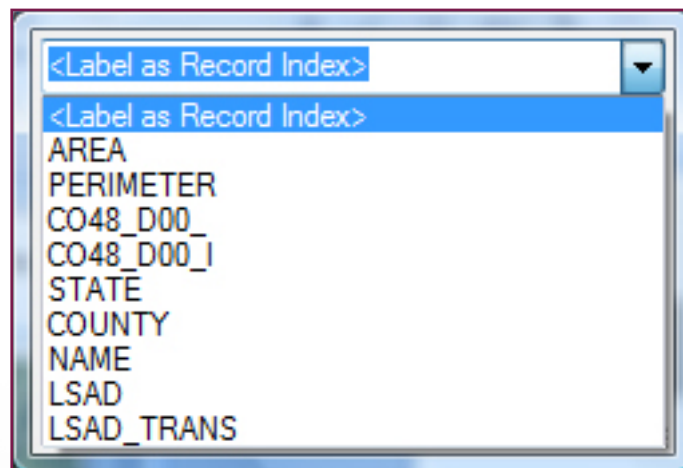 <Label as Record Index>
<Label as Record Index>
AREA
PERIMETER
CO48_D00_
CO48_D00_I
STATE
COUNTY
NAME
LSAD
LSAD_TRANS